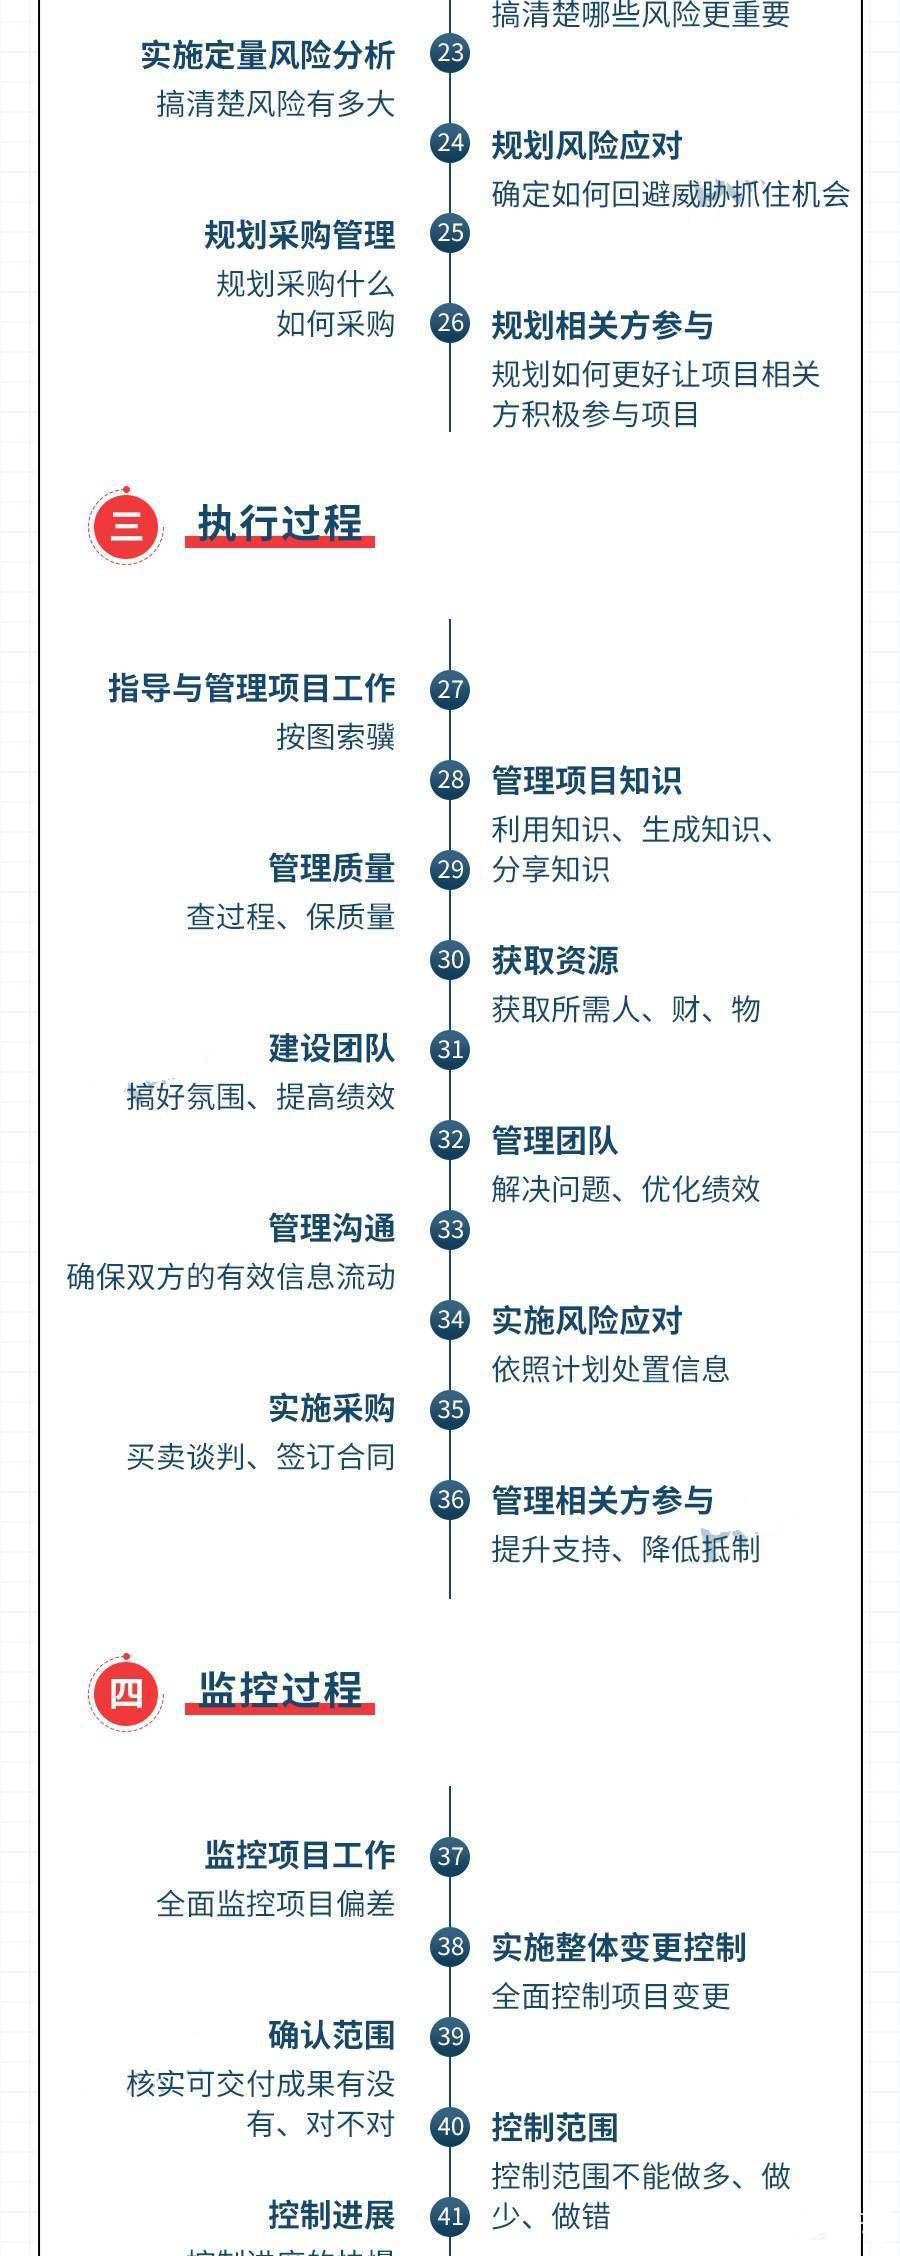 搞清楚哪些风险更重要
23
实施定量风险分析
搞清楚风险有多大
24
规划风险应对
确定如何回避威胁抓住机会
25
规划采购管理
规划采购什么
如何采购
26
规划相关方参与
规划如何更好让项目相关
方积极参与项目
三
执行过程
27
指导与管理项目工作
按图索骥
28
管理项目知识
利用知识、生成知识、
分享知识
29
管理质量
查过程、保质量
30
获取资源
获取所需人、财、物
31
建设团队
搞好氛围、提高绩效
32
管理团队
解决问题、优化绩效
33
管理沟通
确保双方的有效信息流动
34
实施风险应对
依照计划处置信息
35
实施采购
买卖谈判、签订合同
36
管理相关方参与
提升支持、降低抵制
四
监控过程
37
监控项目工作
全面监控项目偏差
38
实施整体变更控制
全面控制项目变更
39
确认范围
核实可交付成果有没
有、对不对
40
控制范围
控制范围不能做多、做
少、做错
41
控制进展